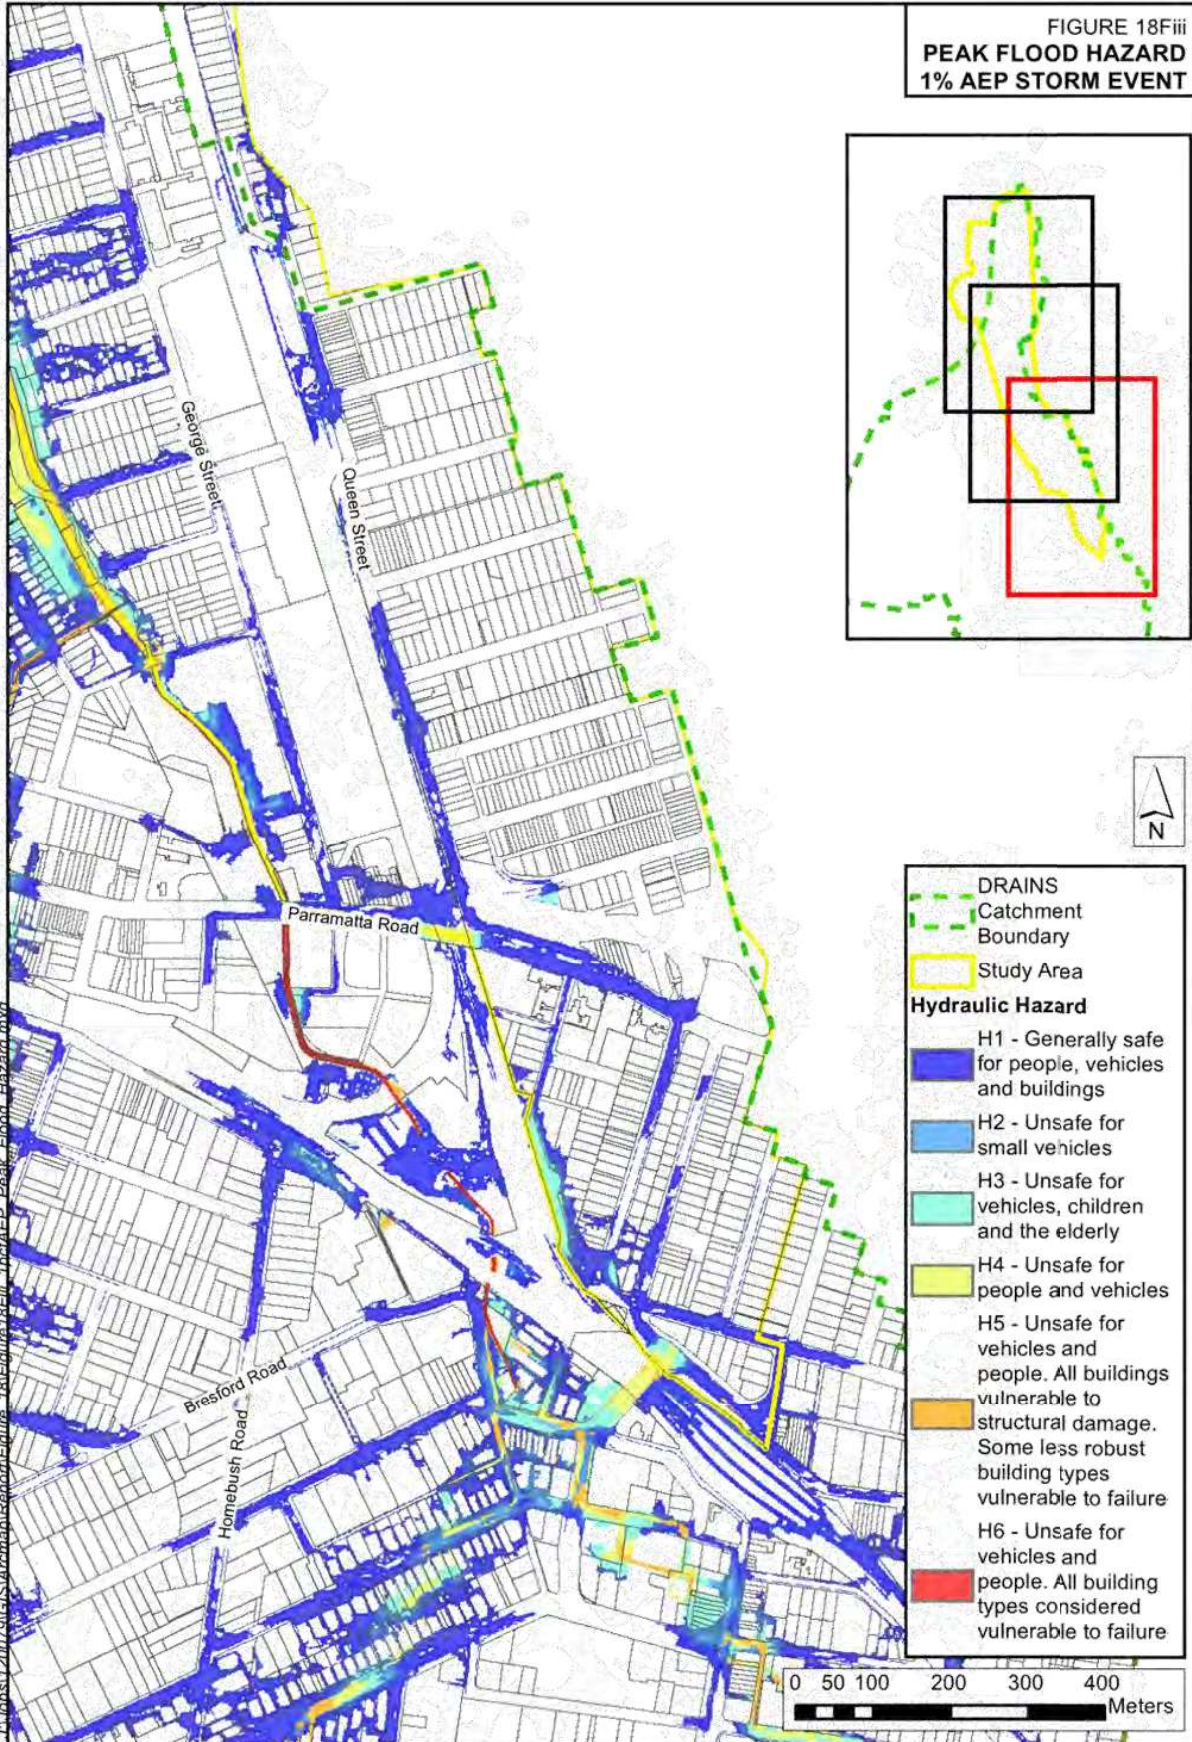 FIGURE 18Fiii
PEAK FLOOD HAZARD
1% AEP STORM EVENT
George Street
Queen Street
N
Parramatta Road
Bresford Road
Homebush Road
DRAINS
Catchment
Boundary
Study Area
Hydraulic Hazard
H1 - Generally safe
for people, vehicles
and buildings
H2 - Unsafe for
small vehicles
H3 - Unsafe for
vehicles, children
and the elderly
H4 - Unsafe for
people and vehicles
H5 - Unsafe for
vehicles and
people. All buildings
vulnerable to
structural damage.
Some less robust
building types
vulnerable to failure
H6 - Unsafe for
vehicles and
people. All building
types considered
vulnerable to failure
0 50 100 200 300 400
Meters